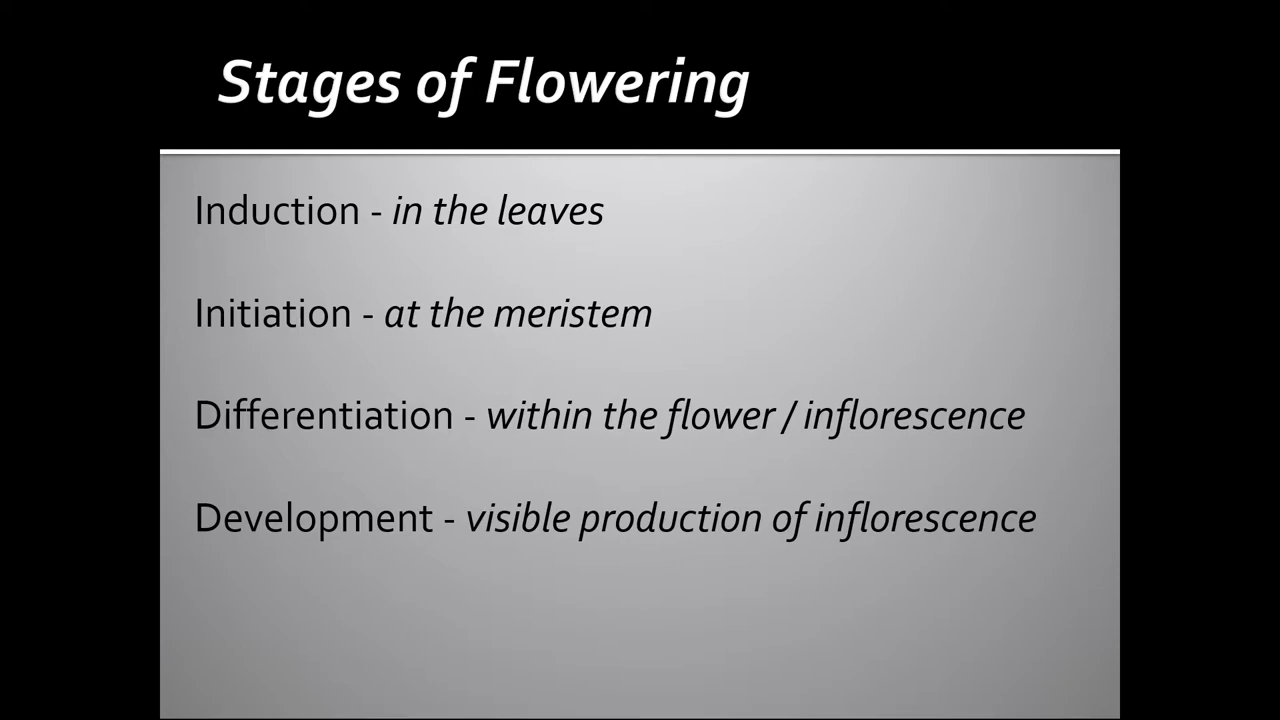 Stages of Flowering
Induction - in the leaves
Initiation - at the meristem
Differentiation - within the flower / inflorescence
Development - visible production of inflorescence